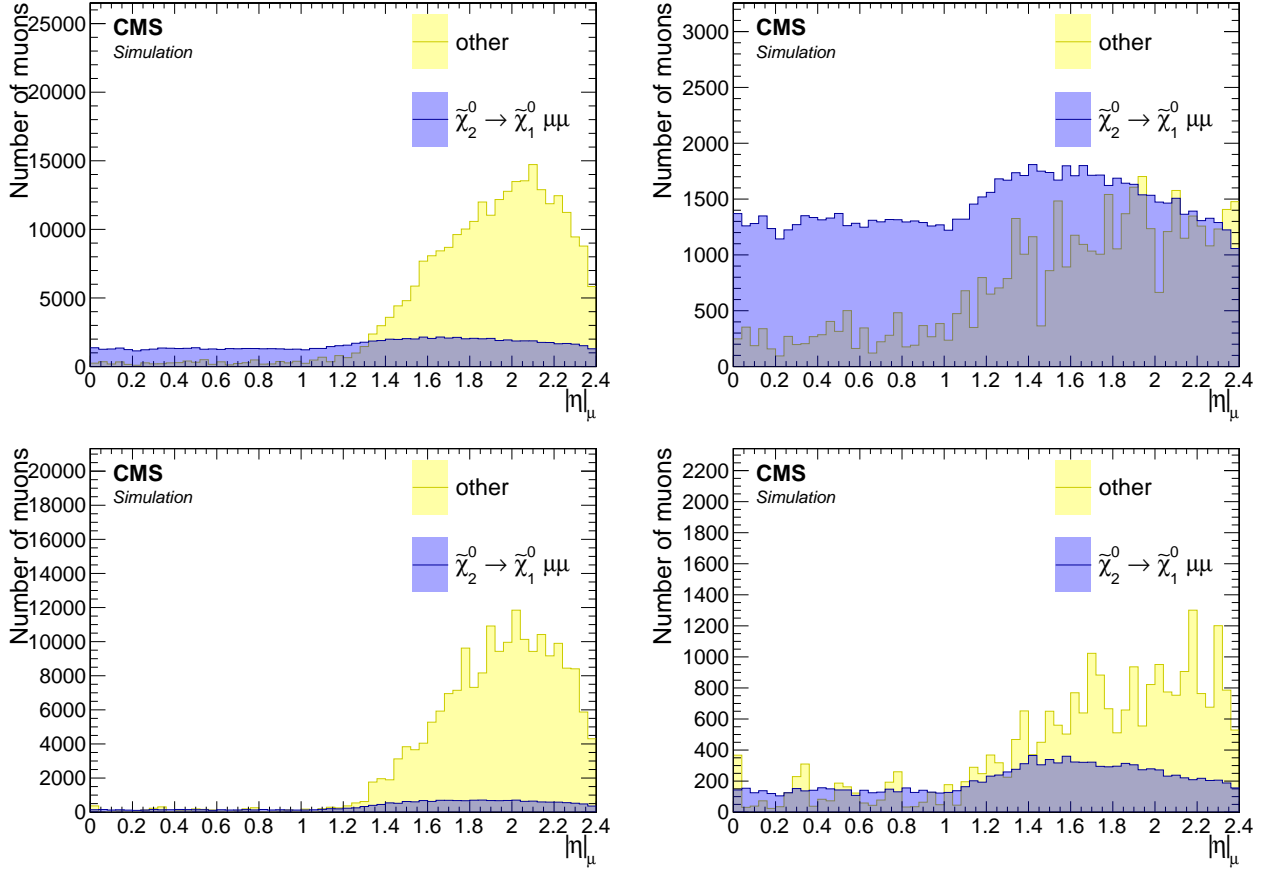 Number of muons
CMS
Simulation
other
χ̃⁰₂ → χ̃⁰₁ μμ
25000
20000
15000
10000
5000
0
0 0.2 0.4 0.6 0.8 1 1.2 1.4 1.6 1.8 2 2.2 2.4
|η|μ
Number of muons
CMS
Simulation
other
χ̃⁰₂ → χ̃⁰₁ μμ
3000
2500
2000
1500
1000
500
0
0 0.2 0.4 0.6 0.8 1 1.2 1.4 1.6 1.8 2 2.2 2.4
|η|μ
Number of muons
CMS
Simulation
other
χ̃⁰₂ → χ̃⁰₁ μμ
20000
18000
16000
14000
12000
10000
8000
6000
4000
2000
0
0 0.2 0.4 0.6 0.8 1 1.2 1.4 1.6 1.8 2 2.2 2.4
|η|μ
Number of muons
CMS
Simulation
other
χ̃⁰₂ → χ̃⁰₁ μμ
2200
2000
1800
1600
1400
1200
1000
800
600
400
200
0
0 0.2 0.4 0.6 0.8 1 1.2 1.4 1.6 1.8 2 2.2 2.4
|η|μ